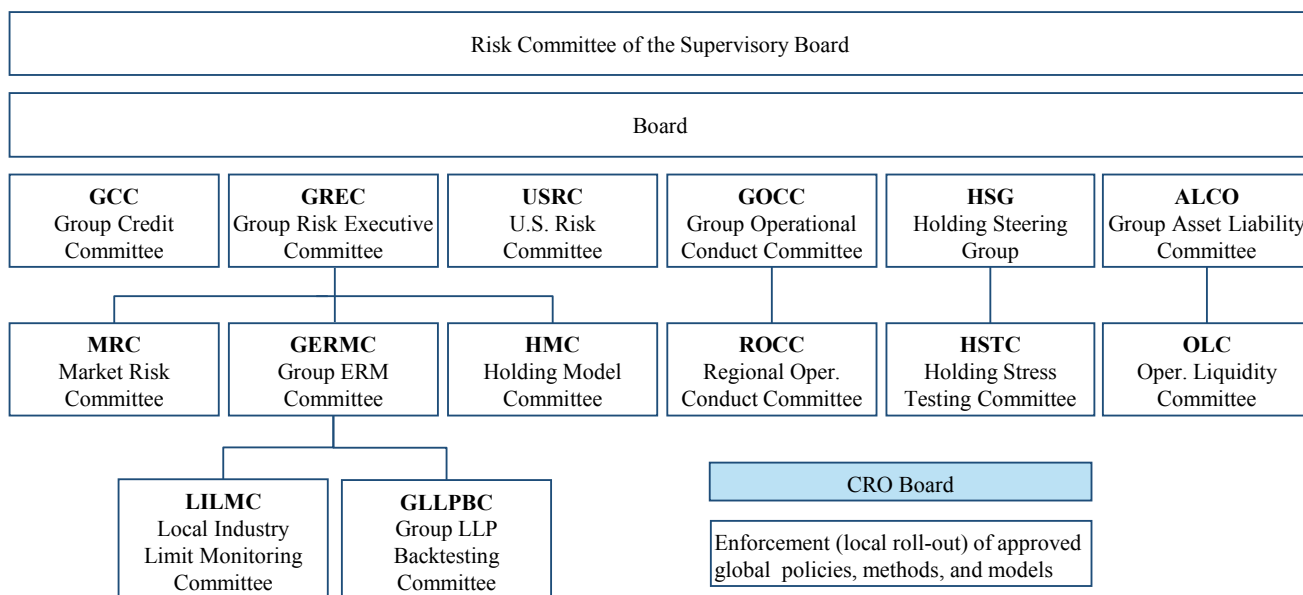 Risk Committee of the Supervisory Board
Board
GCC
Group Credit
Committee
GREC
Group Risk Executive
Committee
USRC
U.S. Risk
Committee
GOCC
Group Operational
Conduct Committee
HSG
Holding Steering
Group
ALCO
Group Asset Liability
Committee
MRC
Market Risk
Committee
GERMC
Group ERM
Committee
HMC
Holding Model
Committee
ROCC
Regional Oper.
Conduct Committee
HSTC
Holding Stress
Testing Committee
OLC
Oper. Liquidity
Committee
LILMC
Local Industry
Limit Monitoring
Committee
GLLPBC
Group LLP
Backtesting
Committee
CRO Board
Enforcement (local roll-out) of approved
global policies, methods, and models